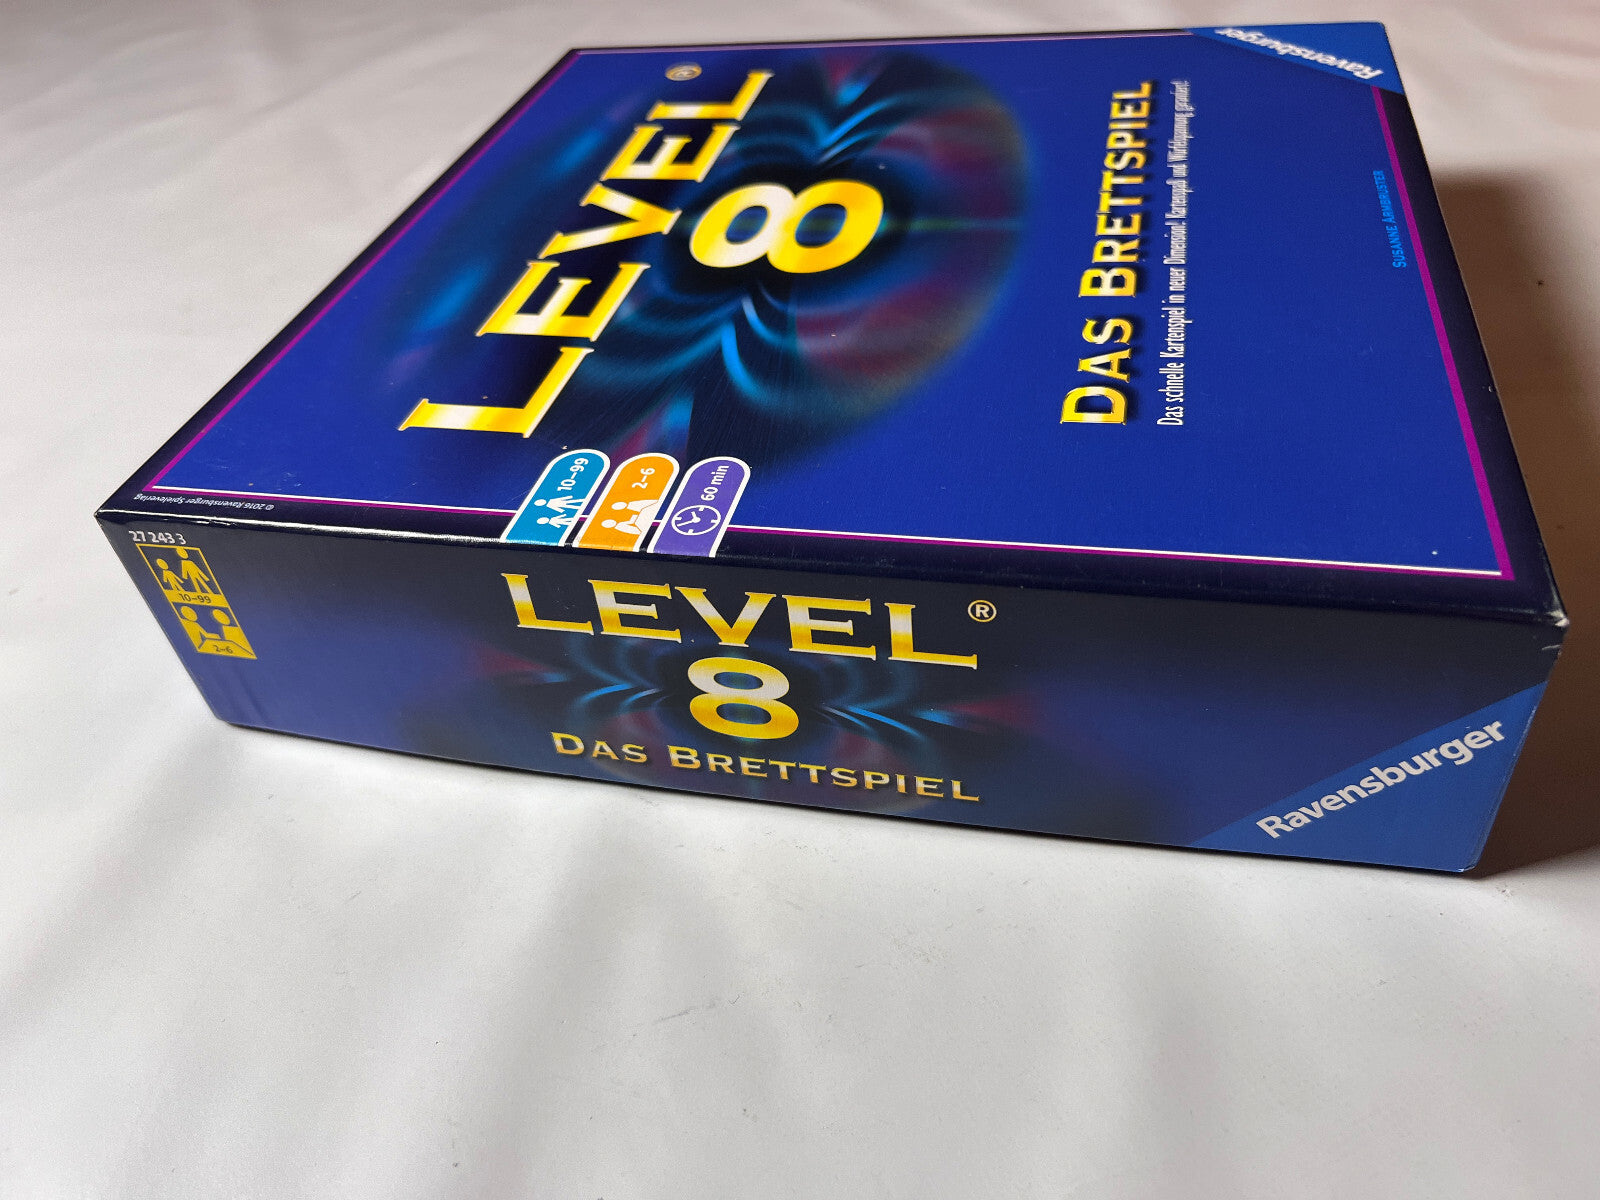 Ravensburger
LEVEL®
8
DAS BRETTSPIEL
Das schnelle Kartenspiel in neuer Dimension! Kartenspaß und Würfelspannung garantiert!
SUSANNE ARMBRUSTER
10–99
2–6
60 min
© 2016 Ravensburger Spieleverlag
27 243 3
10–99
2–6
LEVEL®
8
DAS BRETTSPIEL
Ravensburger